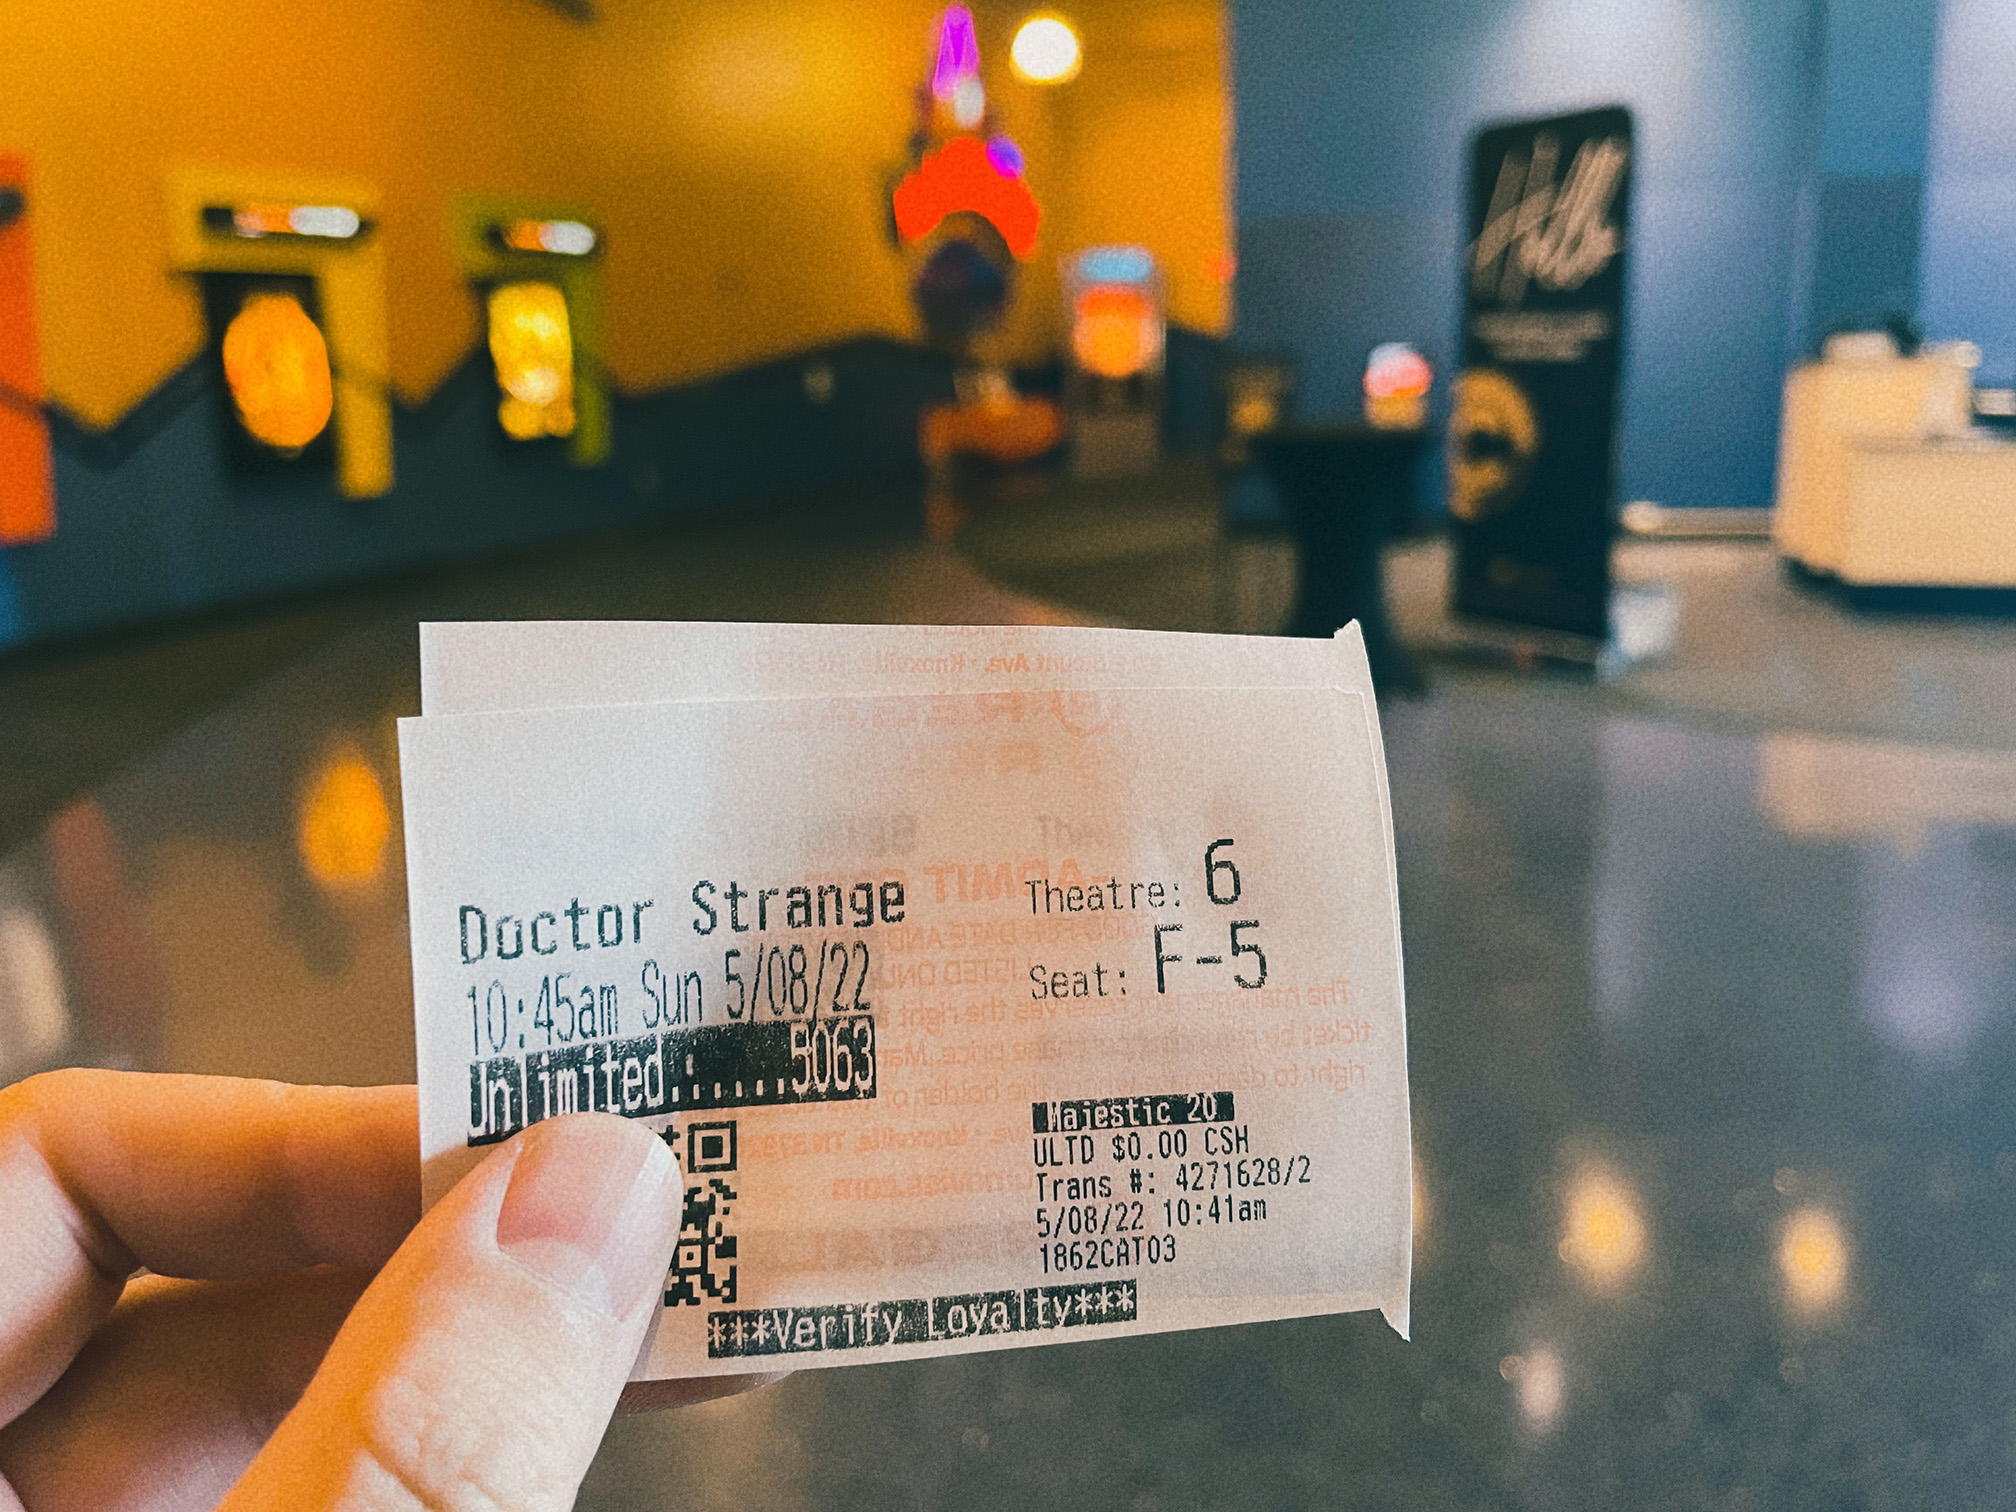 Hello
Doctor Strange
10:45am Sun 5/08/22
Unlimited.:.....5063
Theatre: 6
Seat: F-5
Majestic 20
ULTD $0.00 CSH
Trans #: 4271628/2
5/08/22 10:41am
1862CAT03
***Verify Loyalty***